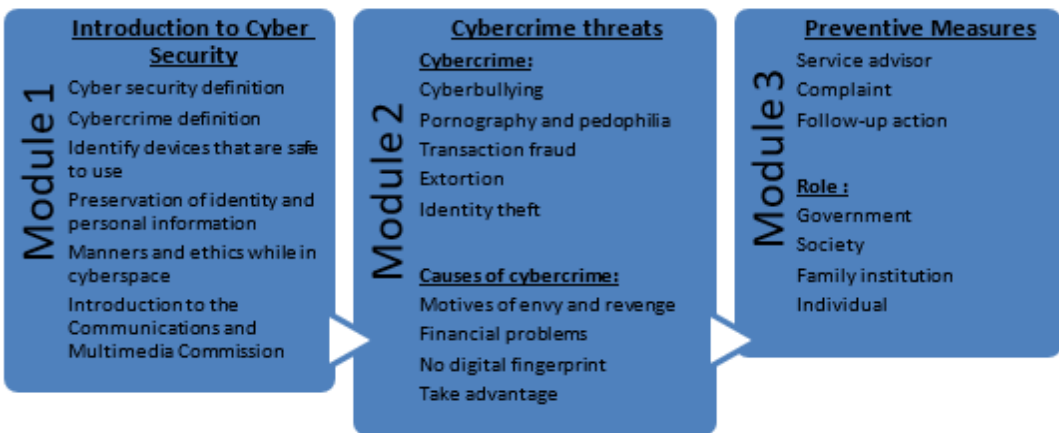 Module 1
Introduction to Cyber
Security
Cyber security definition
Cybercrime definition
Identify devices that are safe
to use
Preservation of identity and
personal information
Manners and ethics while in
cyberspace
Introduction to the
Communications and
Multimedia Commission
Module 2
Cybercrime threats
Cybercrime:
Cyberbullying
Pornography and pedophilia
Transaction fraud
Extortion
Identity theft
Causes of cybercrime:
Motives of envy and revenge
Financial problems
No digital fingerprint
Take advantage
Module 3
Preventive Measures
Service advisor
Complaint
Follow-up action
Role :
Government
Society
Family institution
Individual